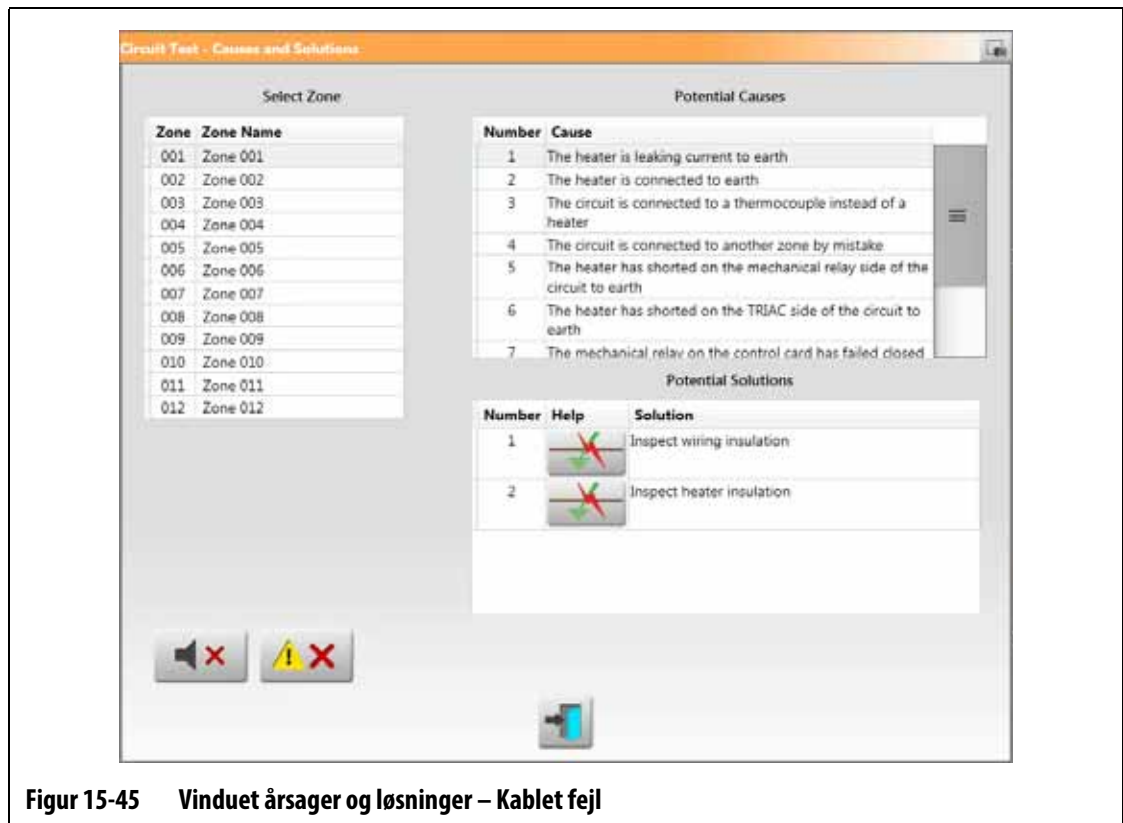 Circuit Test - Causes and Solutions
Select Zone
Zone Zone Name
001 Zone 001
002 Zone 002
003 Zone 003
004 Zone 004
005 Zone 005
006 Zone 006
007 Zone 007
008 Zone 008
009 Zone 009
010 Zone 010
011 Zone 011
012 Zone 012
Potential Causes
Number Cause
1 The heater is leaking current to earth
2 The heater is connected to earth
3 The circuit is connected to a thermocouple instead of a
heater
4 The circuit is connected to another zone by mistake
5 The heater has shorted on the mechanical relay side of the
circuit to earth
6 The heater has shorted on the TRIAC side of the circuit to
earth
7 The mechanical relay on the control card has failed closed
Potential Solutions
Number Help Solution
1 Inspect wiring insulation
2 Inspect heater insulation
Figur 15-45 Vinduet årsager og løsninger – Kablet fejl